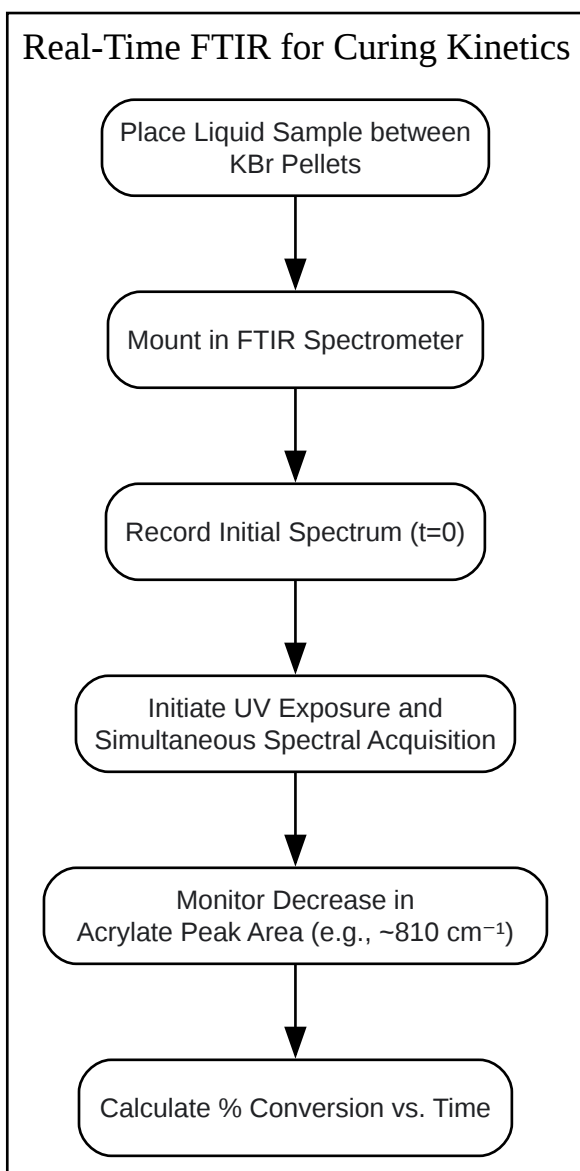 Real-Time FTIR for Curing Kinetics
Place Liquid Sample between
KBr Pellets
Mount in FTIR Spectrometer
Record Initial Spectrum (t=0)
Initiate UV Exposure and
Simultaneous Spectral Acquisition
Monitor Decrease in
Acrylate Peak Area (e.g., ~810 cm⁻¹)
Calculate % Conversion vs. Time